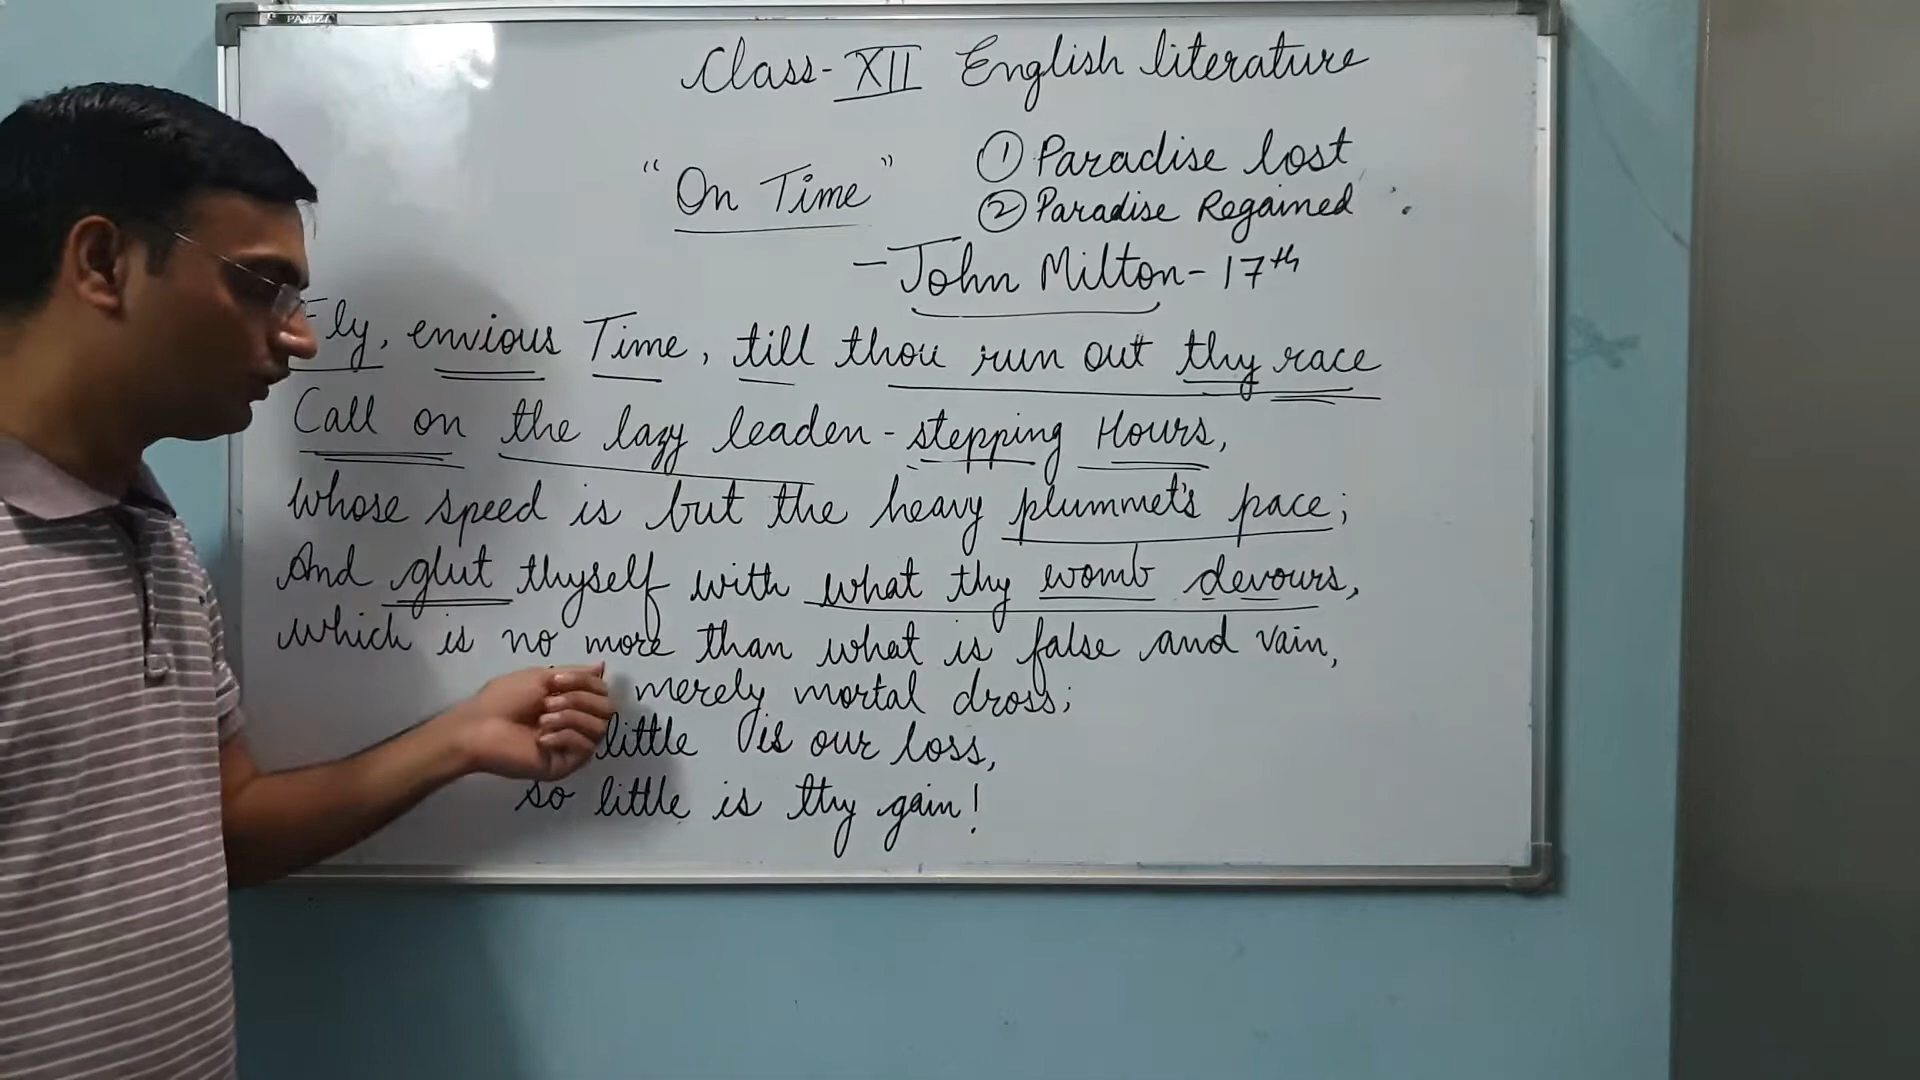 PARIZA
Class-XII English literature
"On Time"
① Paradise lost
② Paradise Regained
- John Milton - 17th
Fly, envious Time, till thou run out thy race
Call on the lazy leaden-stepping Hours,
whose speed is but the heavy plummet's pace;
And glut thyself with what thy womb devours,
which is no more than what is false and vain,
merely mortal dross;
little is our loss,
so little is thy gain!